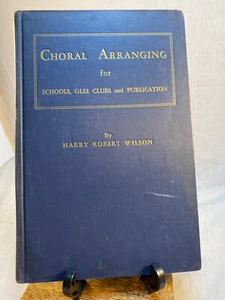 CHORAL ARRANGING
for
SCHOOLS, GLEE CLUBS and PUBLICATION
By
HARRY ROBERT WILSON